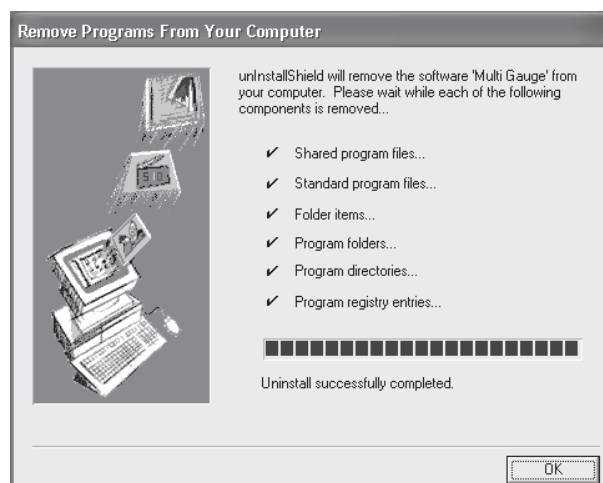 Remove Programs From Your Computer
unInstallShield will remove the software 'Multi Gauge' from
your computer. Please wait while each of the following
components is removed...
✔ Shared program files...
✔ Standard program files...
✔ Folder items...
✔ Program folders...
✔ Program directories...
✔ Program registry entries...
Uninstall successfully completed.
OK